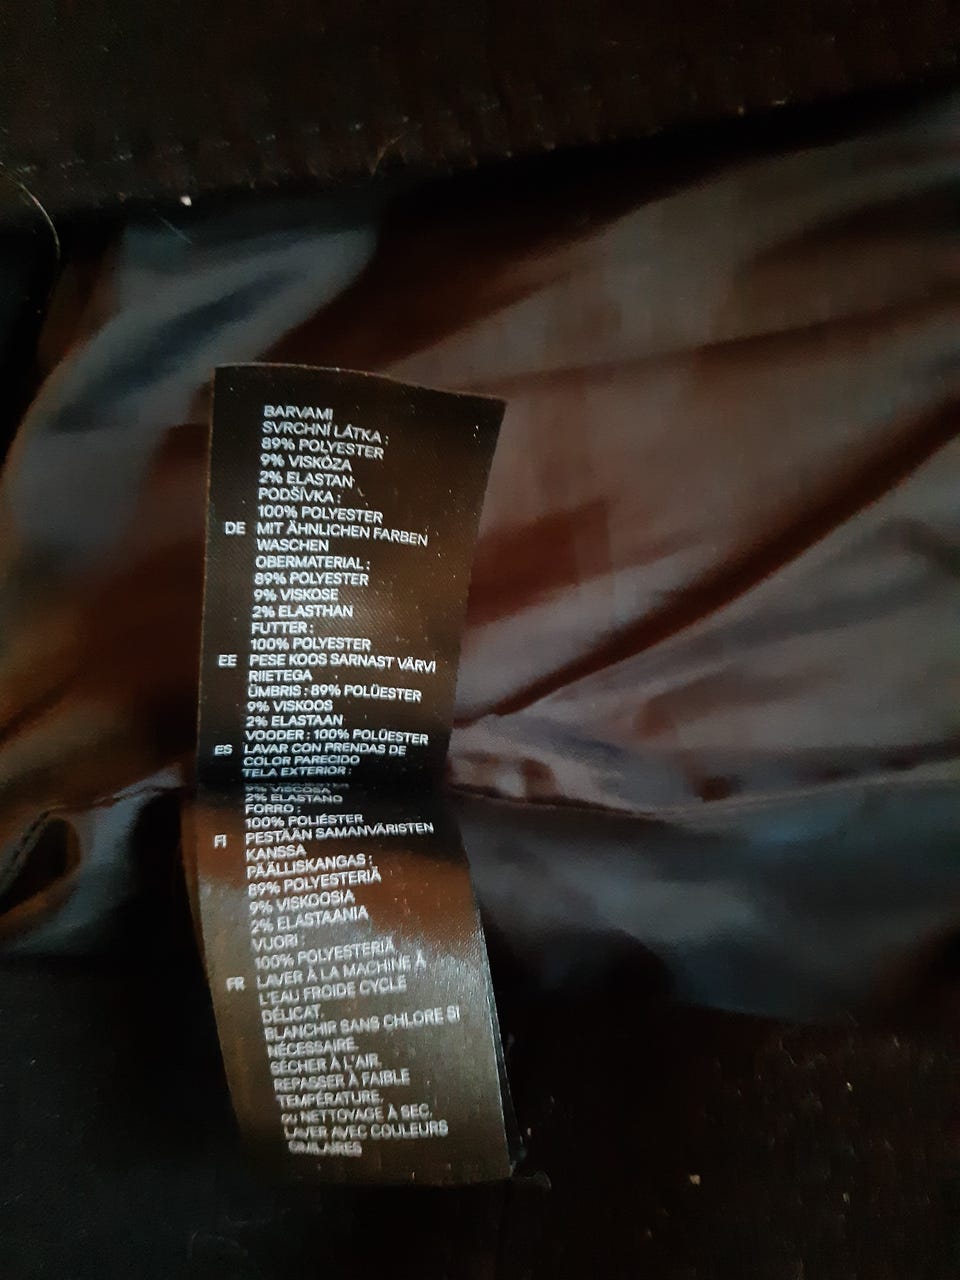 BARVAMI
SVRCHNÍ LÁTKA :
89% POLYESTER
9% VISKÓZA
2% ELASTAN
PODŠÍVKA :
100% POLYESTER
DE MIT ÄHNLICHEN FARBEN
WASCHEN
OBERMATERIAL :
89% POLYESTER
9% VISKOSE
2% ELASTHAN
FUTTER :
100% POLYESTER
EE PESE KOOS SARNAST VÄRVI
RIIETEGA
ÜMBRIS : 89% POLÜESTER
9% VISKOOS
2% ELASTAAN
VOODER : 100% POLÜESTER
ES LAVAR CON PRENDAS DE
COLOR PARECIDO
TELA EXTERIOR :
9% VISCOSA
2% ELASTANO
FORRO :
100% POLIÉSTER
FI PESTÄÄN SAMANVÄRISTEN
KANSSA
PÄÄLLISKANGAS :
89% POLYESTERIÄ
9% VISKOOSIA
2% ELASTAANIA
VUORI :
100% POLYESTERIÄ
FR LAVER À LA MACHINE À
L'EAU FROIDE CYCLE
DÉLICAT.
BLANCHIR SANS CHLORE SI
NÉCESSAIRE.
SÉCHER À L'AIR.
REPASSER À FAIBLE
TEMPÉRATURE.
OU NETTOYAGE À SEC.
LAVER AVEC COULEURS
SIMILAIRES